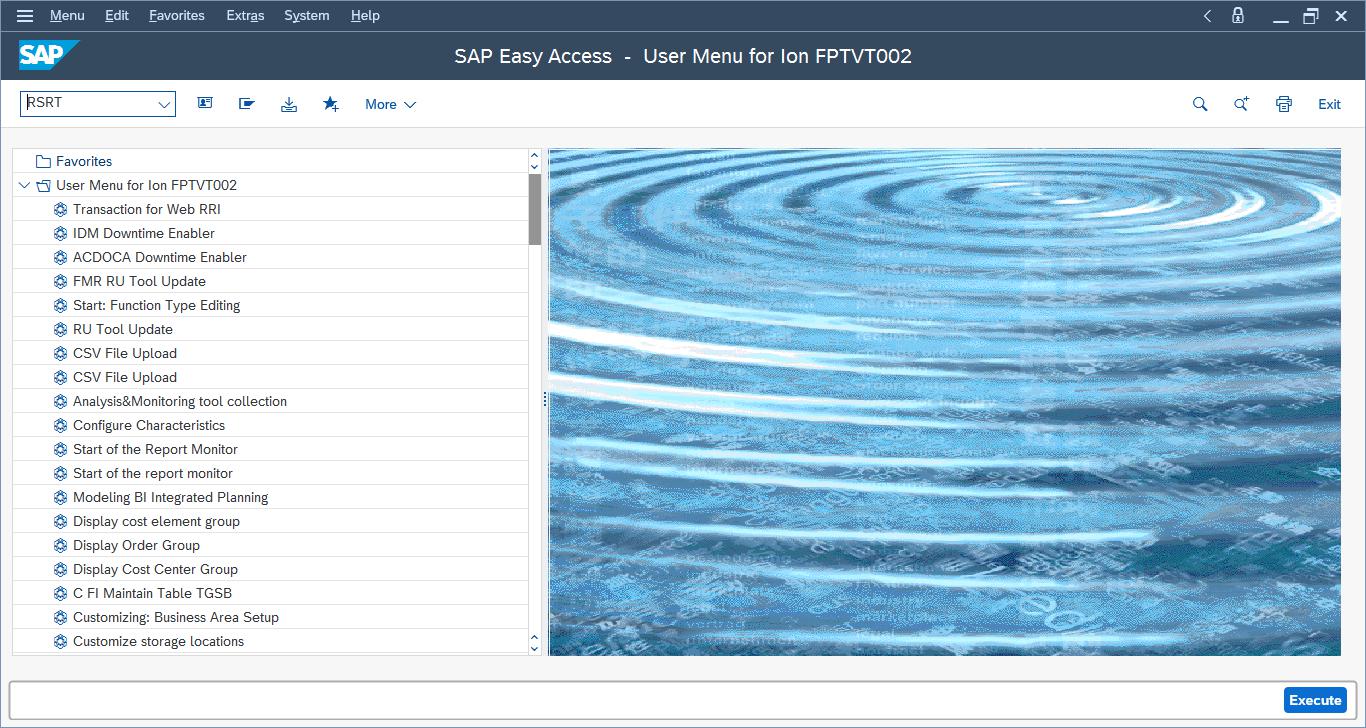 Menu Edit Favorites Extras System Help
SAP SAP Easy Access - User Menu for Ion FPTVT002
RSRT More Exit
Favorites
User Menu for Ion FPTVT002
Transaction for Web RRI
IDM Downtime Enabler
ACDOCA Downtime Enabler
FMR RU Tool Update
Start: Function Type Editing
RU Tool Update
CSV File Upload
CSV File Upload
Analysis&Monitoring tool collection
Configure Characteristics
Start of the Report Monitor
Start of the report monitor
Modeling BI Integrated Planning
Display cost element group
Display Order Group
Display Cost Center Group
C FI Maintain Table TGSB
Customizing: Business Area Setup
Customize storage locations
Execute